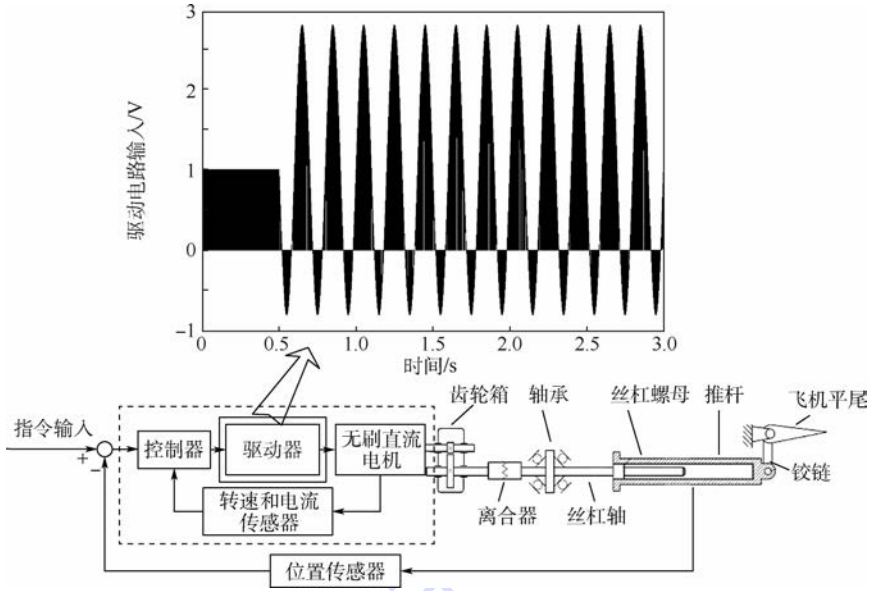 3
2
1
0
-1
驱动电路输入/V
0
0.5
1.0
1.5
2.0
2.5
3.0
时间/s
指令输入
+
−
控制器
驱动器
无刷直流
电机
转速和电流
传感器
位置传感器
齿轮箱
轴承
丝杠螺母
推杆
飞机平尾
铰链
离合器
丝杠轴